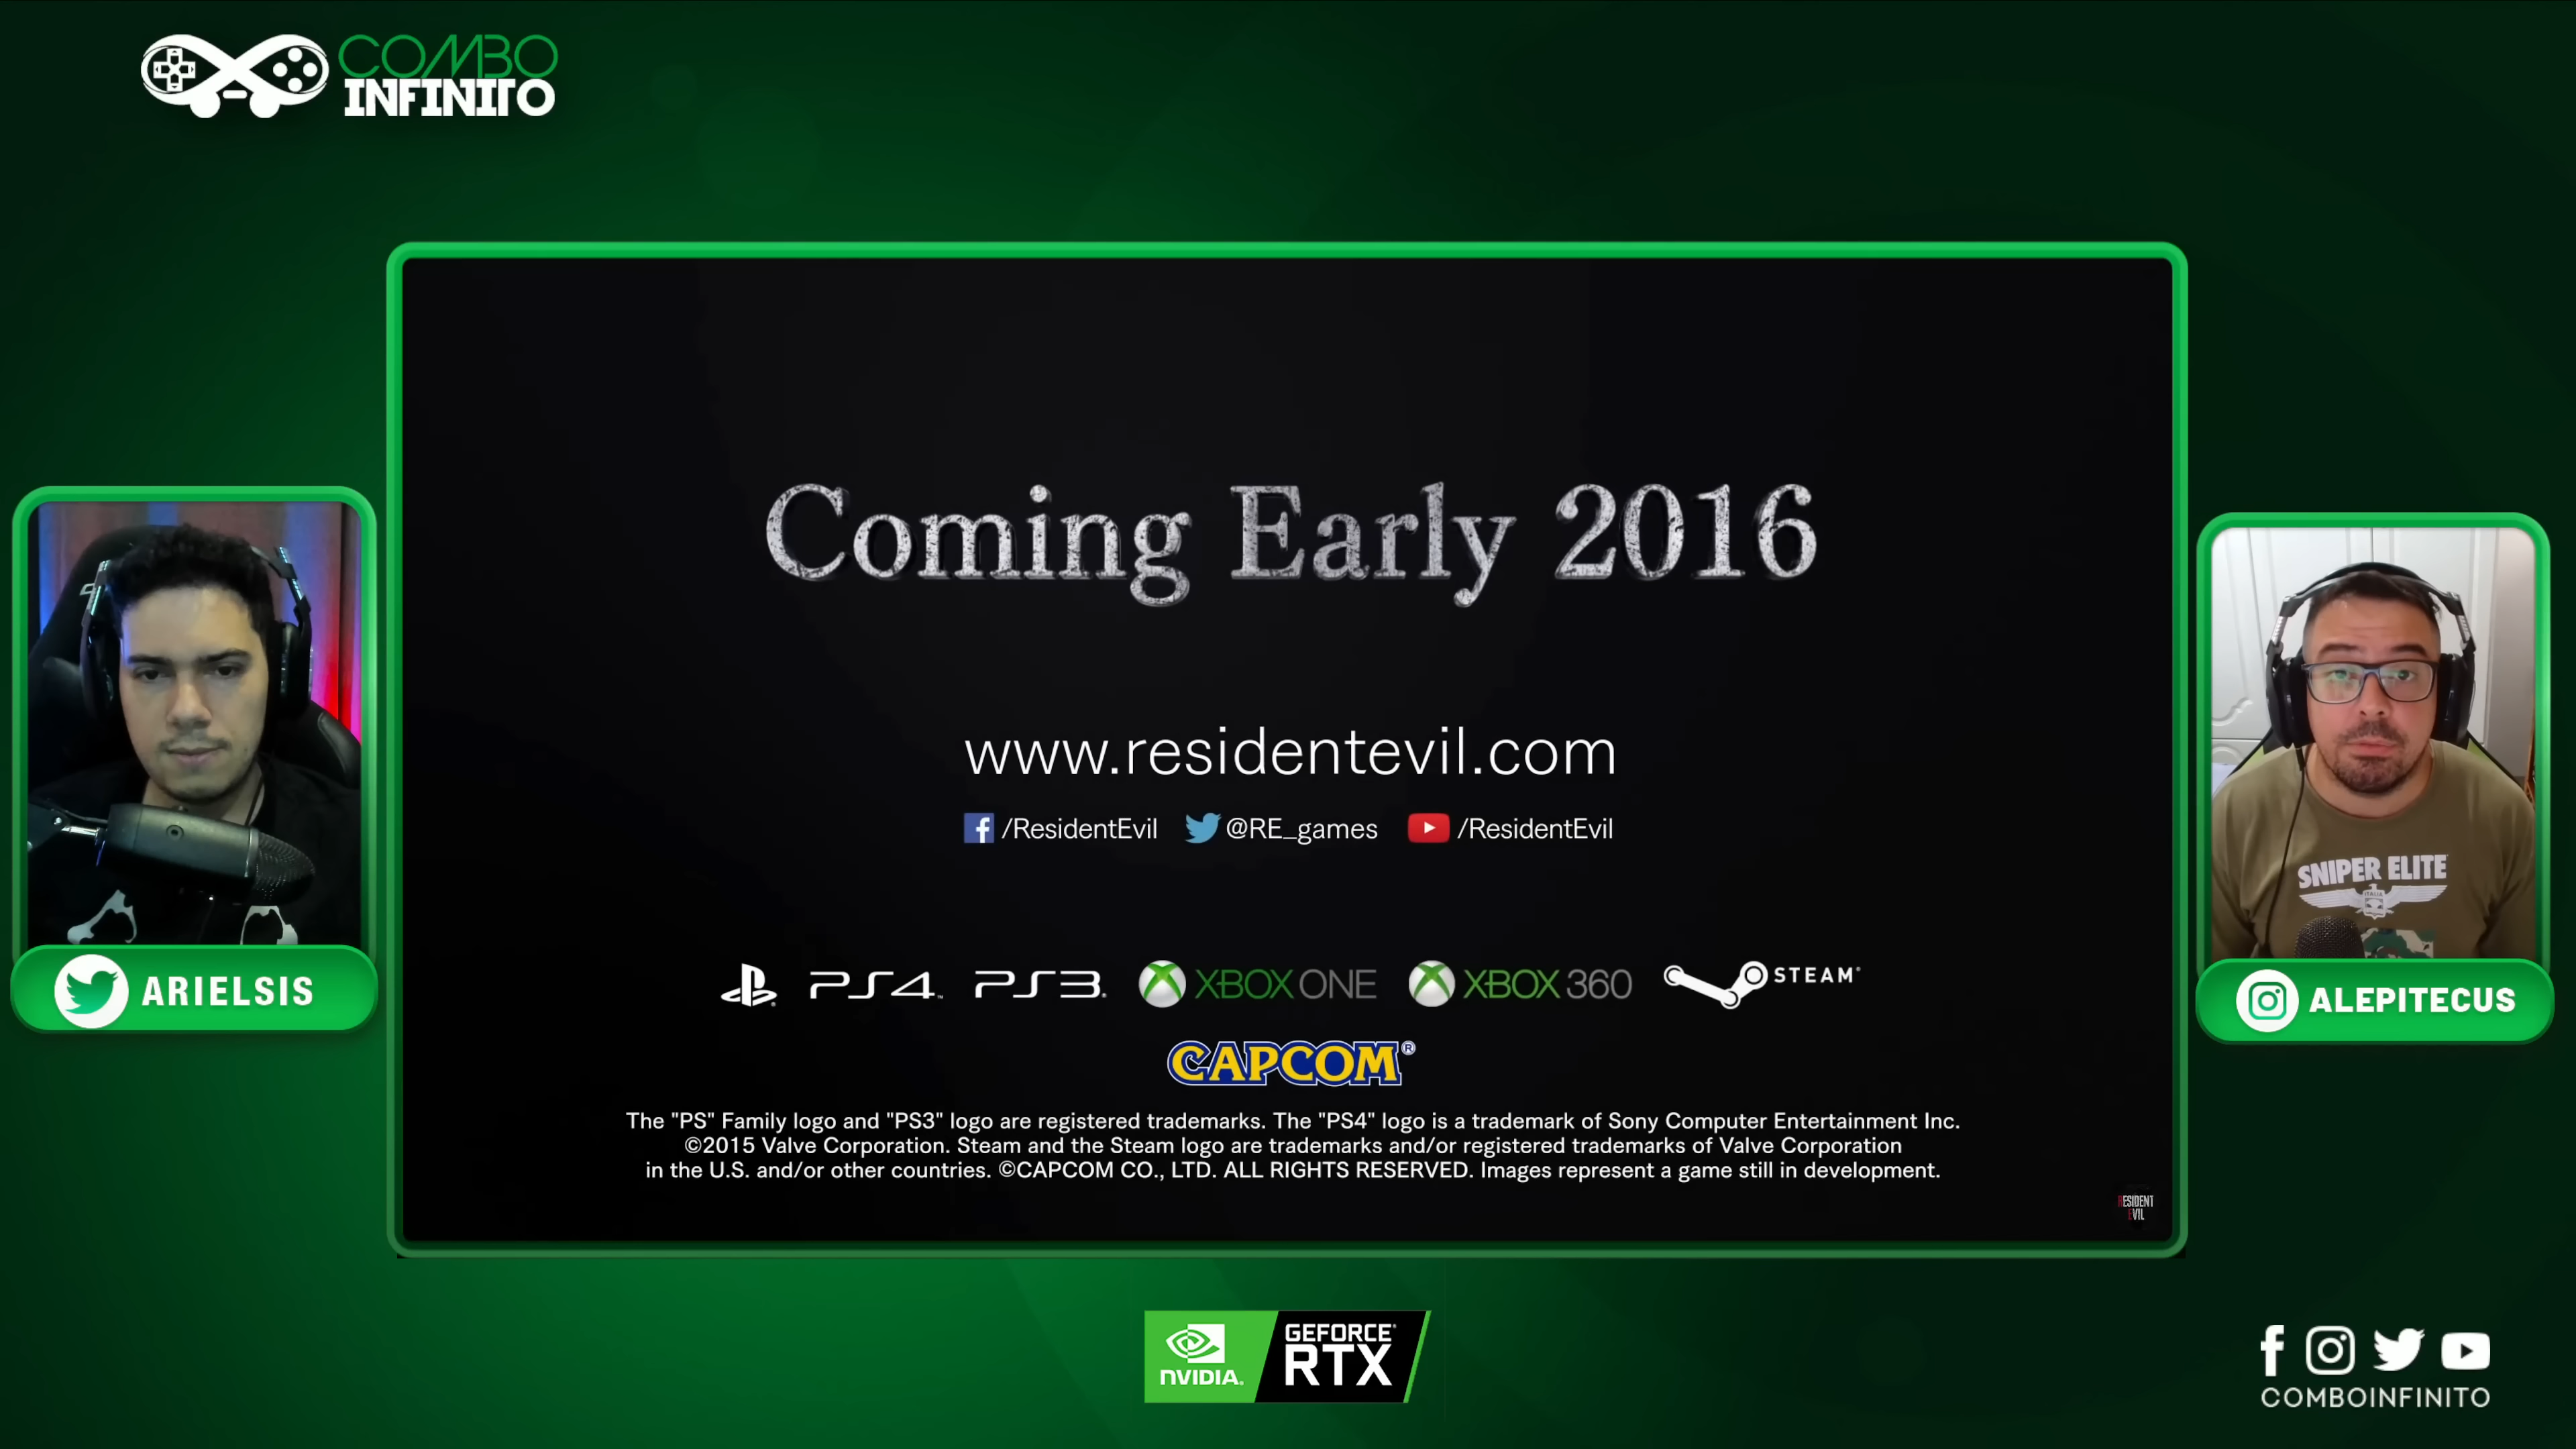 COMBO
INFINITO
Coming Early 2016
www.residentevil.com
/ResidentEvil @RE_games /ResidentEvil
PS4 PS3 XBOX ONE XBOX 360 STEAM
CAPCOM
The "PS" Family logo and "PS3" logo are registered trademarks. The "PS4" logo is a trademark of Sony Computer Entertainment Inc.
©2015 Valve Corporation. Steam and the Steam logo are trademarks and/or registered trademarks of Valve Corporation
in the U.S. and/or other countries. ©CAPCOM CO., LTD. ALL RIGHTS RESERVED. Images represent a game still in development.
RESIDENT
EVIL
ARIELSIS
SNIPER ELITE
ITALIA
ALEPITECUS
NVIDIA.
GEFORCE
RTX
COMBOINFINITO